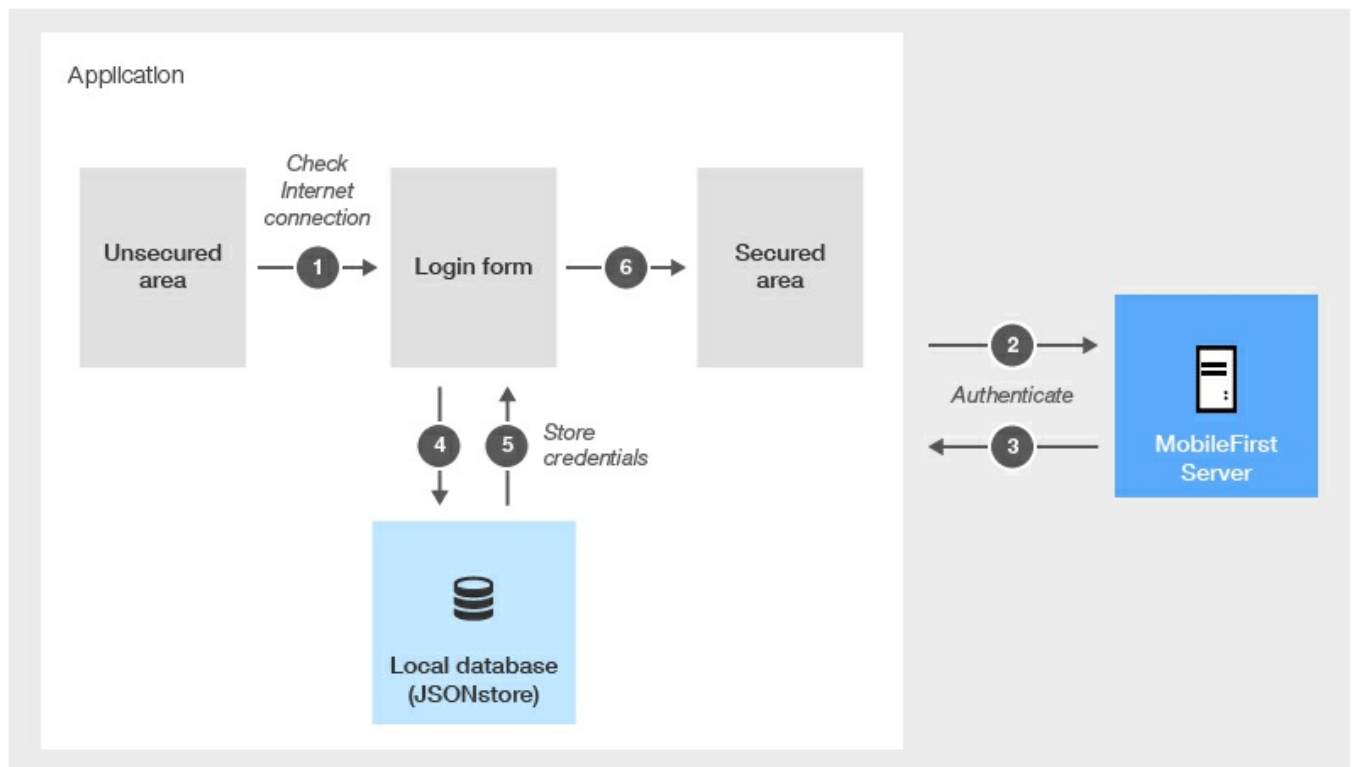 Application
Check
Internet
connection
Unsecured
area
1
Login form
6
Secured
area
2
Authenticate
3
MobileFirst
Server
4
5
Store
credentials
Local database
(JSONstore)